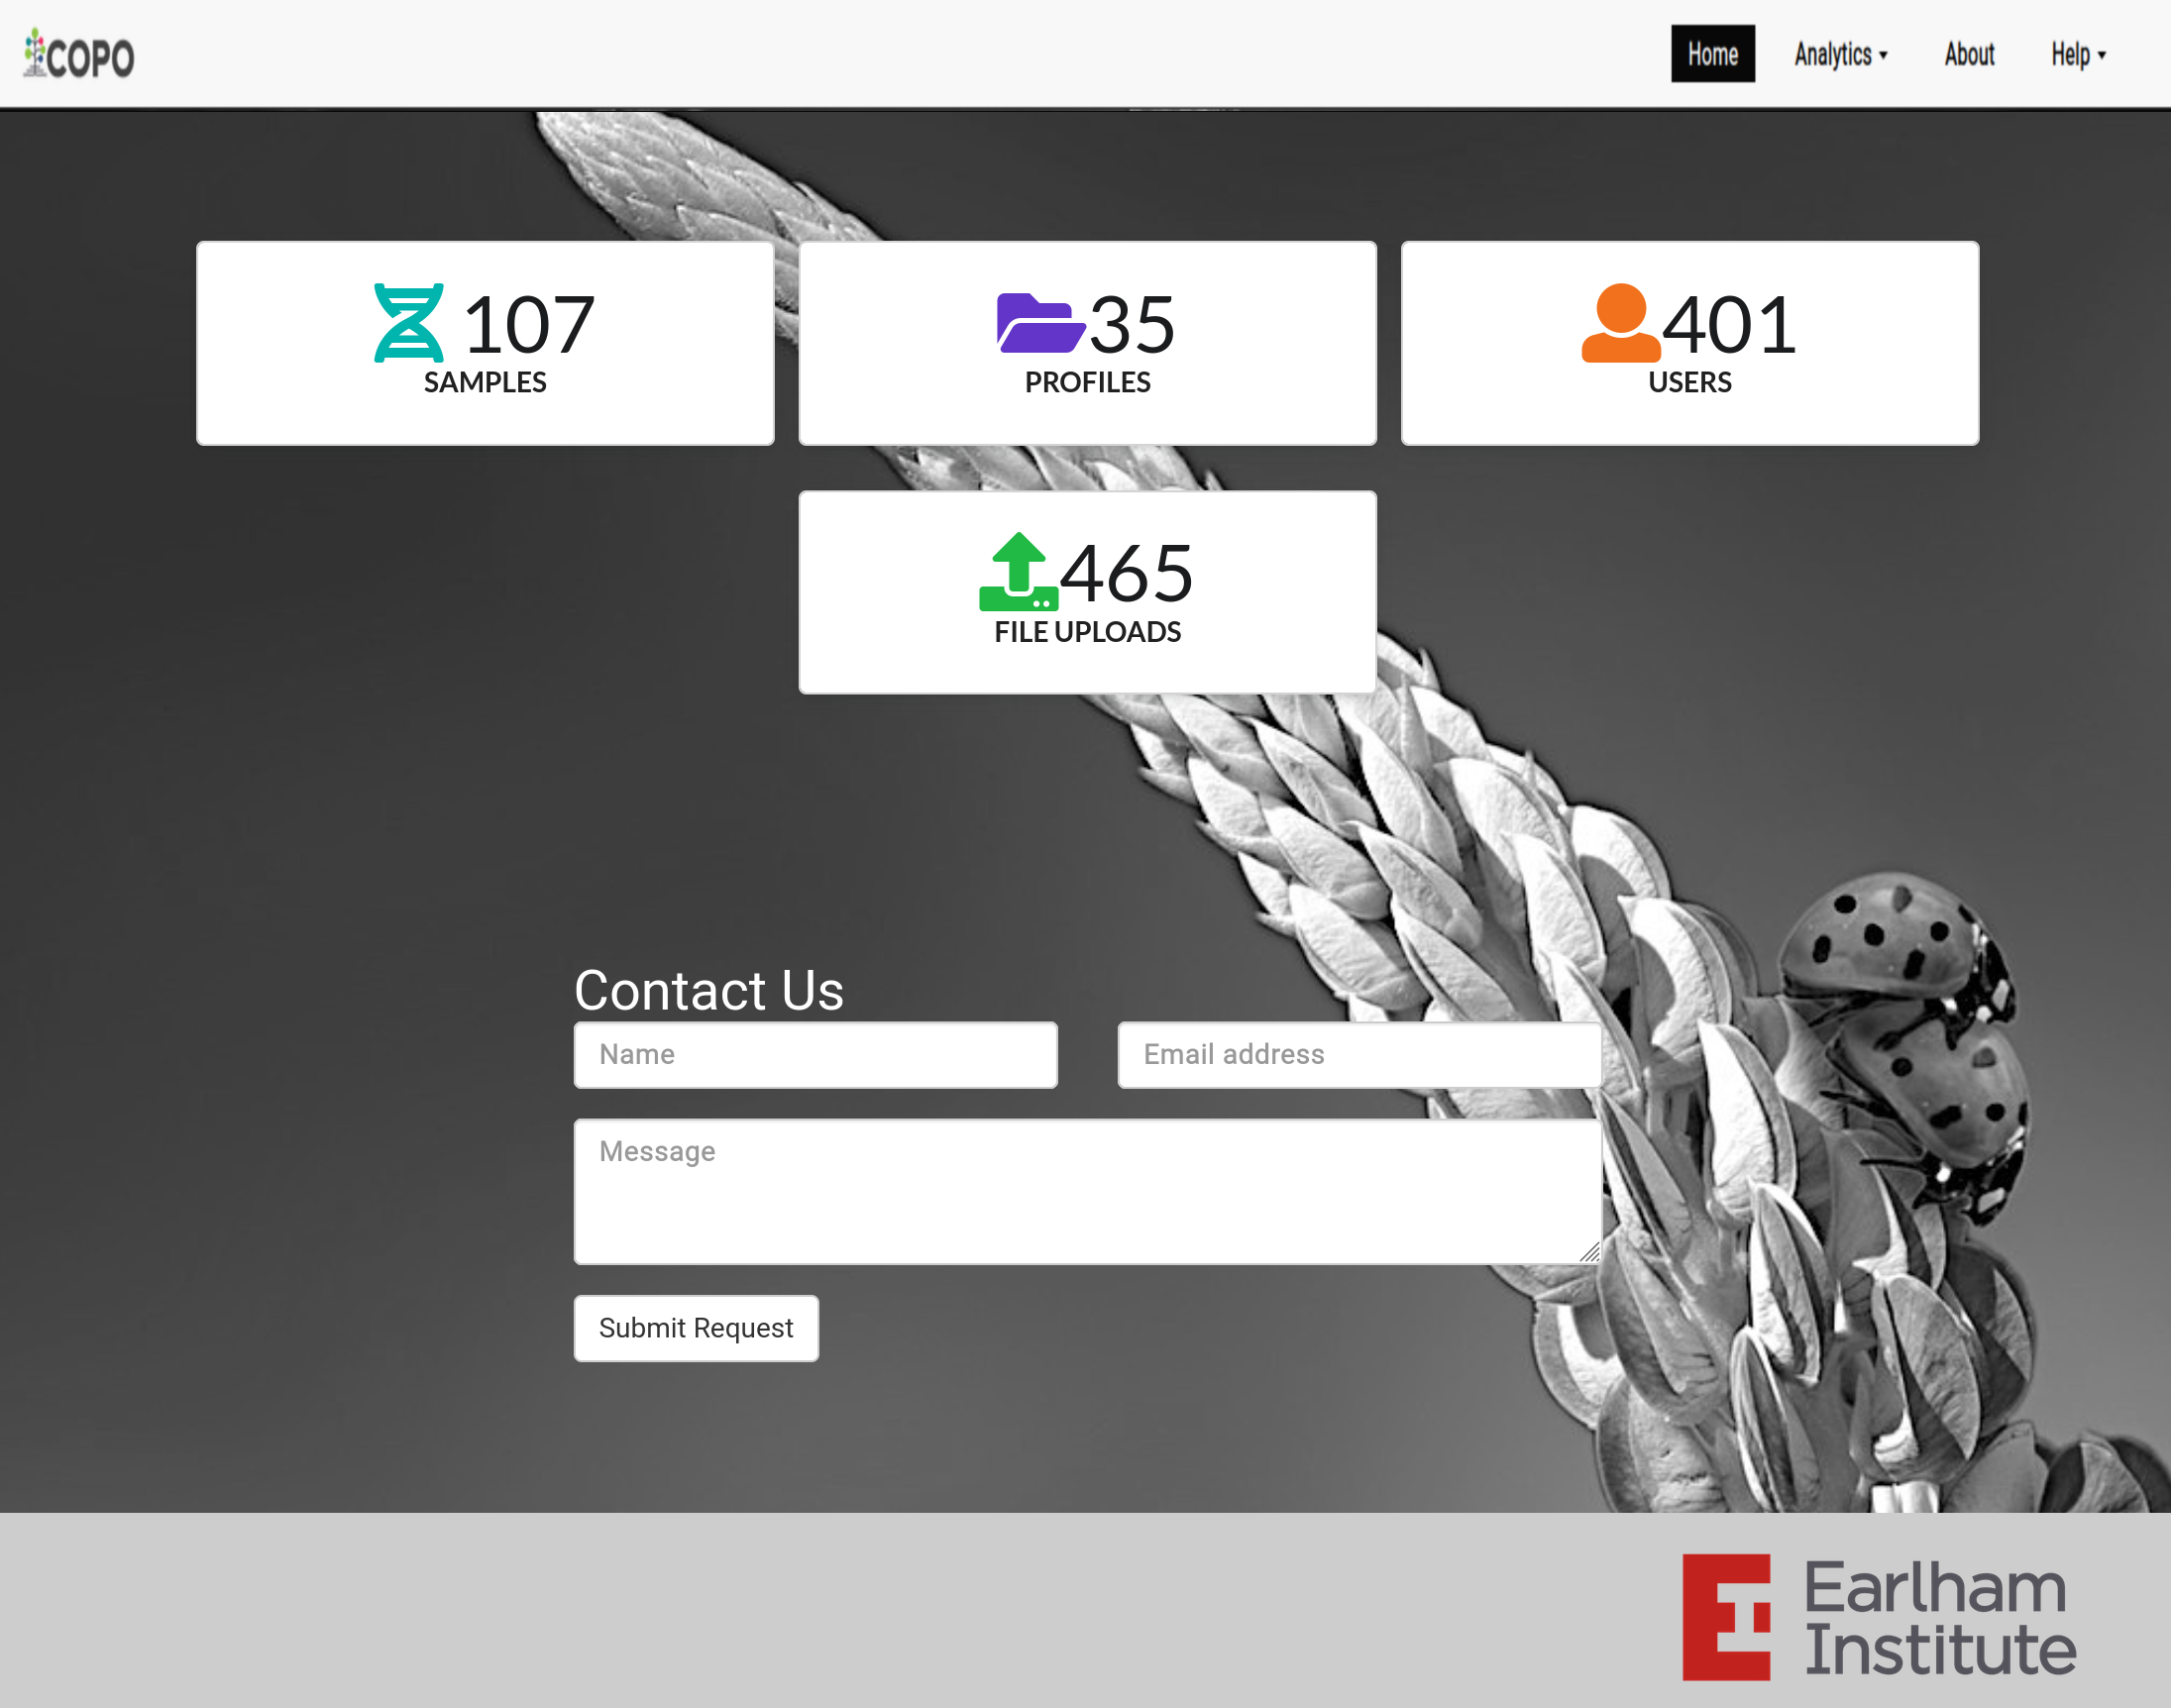 COPO
Home Analytics About Help
107
SAMPLES
35
PROFILES
401
USERS
465
FILE UPLOADS
Contact Us
Name
Email address
Message
Submit Request
Earlham
Institute